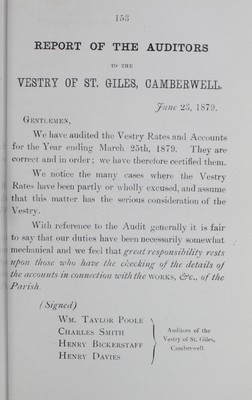 153
REPORT OF THE AUDITORS
TO THE
VESTRY OF ST. GILES, CAMBERWELL.
June 23, 1879.
GENTLEMEN,
We have audited the Vestry Rates and Accounts
for the Year ending March 25th, 1879. They are
correct and in order; we have therefore certified them.
We notice the many cases where the Vestry
Rates have been partly or wholly excused, and assume
that this matter has the serious consideration of the
Vestry.
With reference to the Audit generally it is fair
to say that our duties have been necessarily somewhat
mechanical and we feel that great responsibility rests
upon those who have the checking of the details of
the accounts in connection with the WORKS, &c., of the
Parish.
(Signed)
WM. TAYLOR POOLE
CHARLES SMITH
HENRY BICKERSTAFF
HENRY DAVIES
Auditors of the
Vestry of St. Giles,
Camberwell.